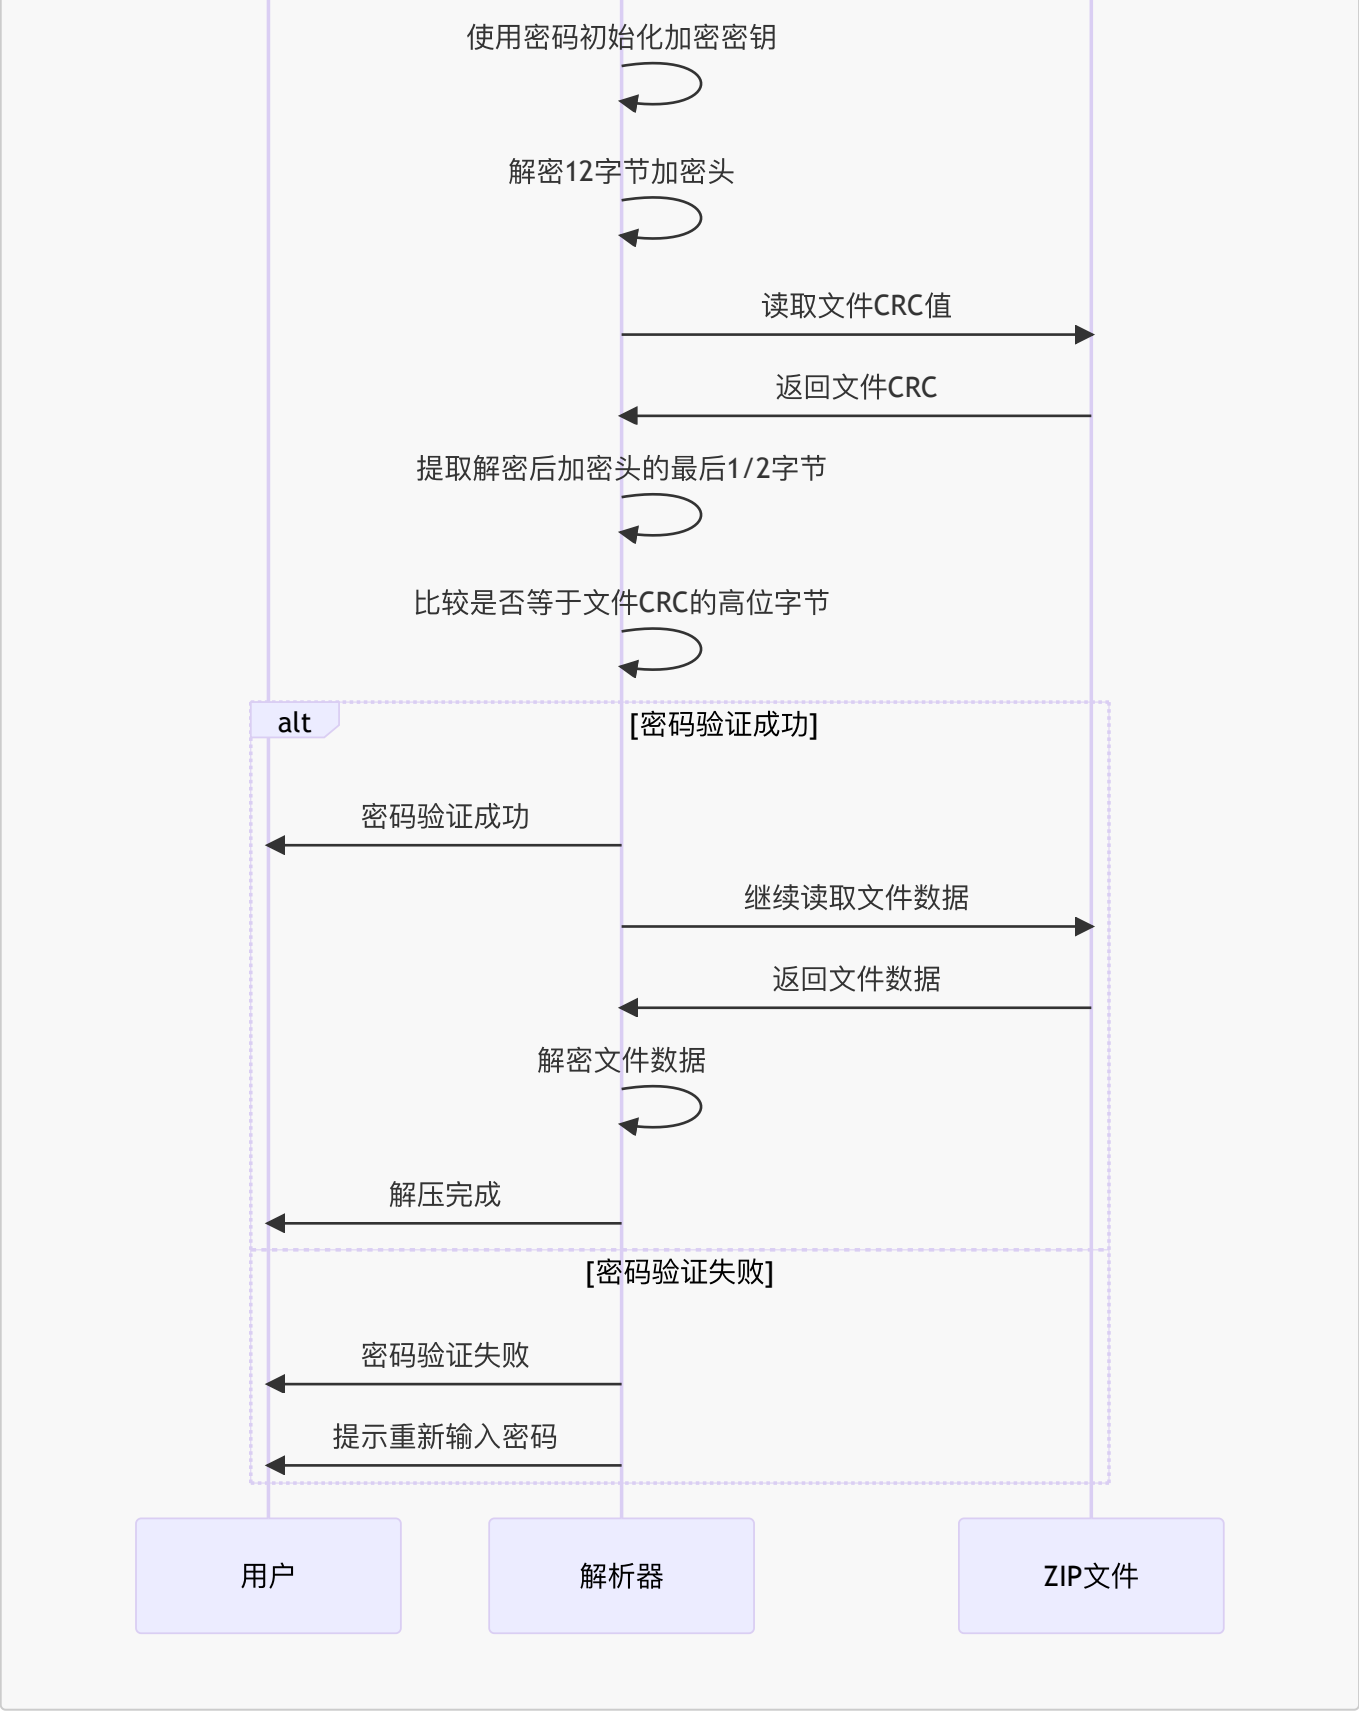 使用密码初始化加密密钥
解密12字节加密头
读取文件CRC值
返回文件CRC
提取解密后加密头的最后1/2字节
比较是否等于文件CRC的高位字节
alt
[密码验证成功]
密码验证成功
继续读取文件数据
返回文件数据
解密文件数据
解压完成
[密码验证失败]
密码验证失败
提示重新输入密码
用户
解析器
ZIP文件